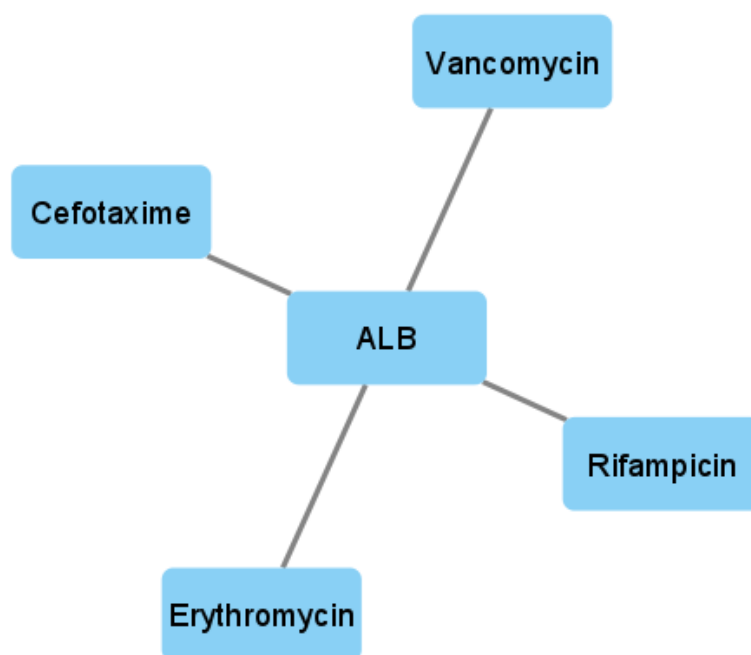 Vancomycin
Cefotaxime
ALB
Rifampicin
Erythromycin